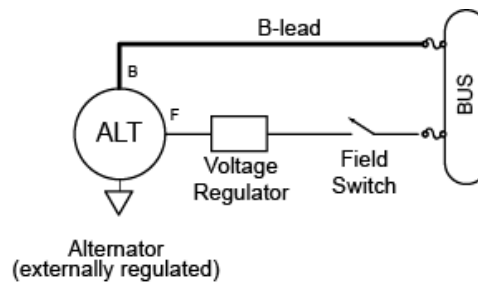 B-lead
B
BUS
ALT
F
Voltage
Regulator
Field
Switch
Alternator
(externally regulated)